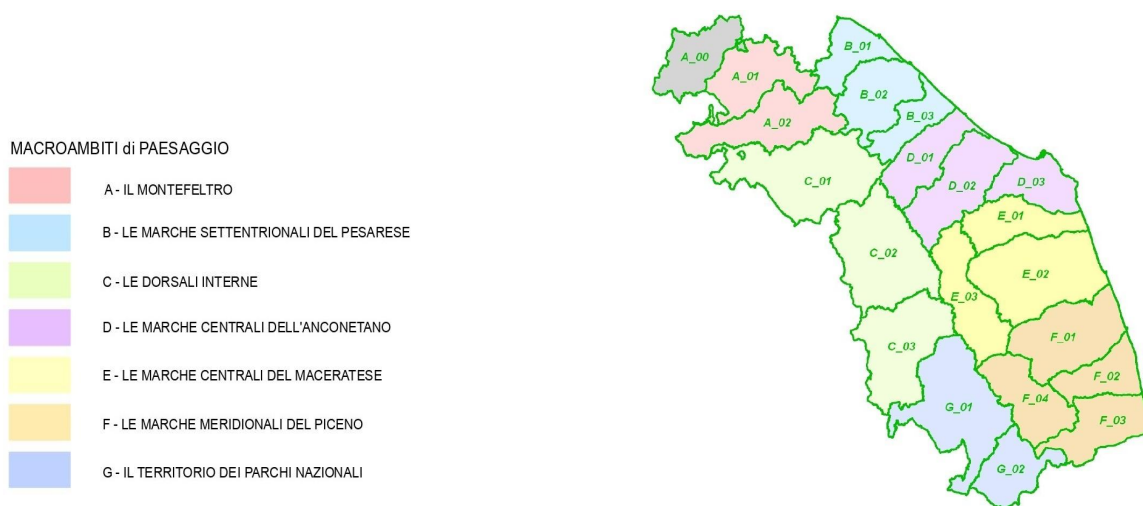 MACROAMBITI di PAESAGGIO
A - IL MONTEFELTRO
B - LE MARCHE SETTENTRIONALI DEL PESARESE
C - LE DORSALI INTERNE
D - LE MARCHE CENTRALI DELL'ANCONETANO
E - LE MARCHE CENTRALI DEL MACERATESE
F - LE MARCHE MERIDIONALI DEL PICENO
G - IL TERRITORIO DEI PARCHI NAZIONALI
A_00
B_01
A_01
B_02
B_03
A_02
D_01
C_01
D_02
D_03
E_01
C_02
E_02
E_03
F_01
C_03
F_02
F_04
G_01
F_03
G_02